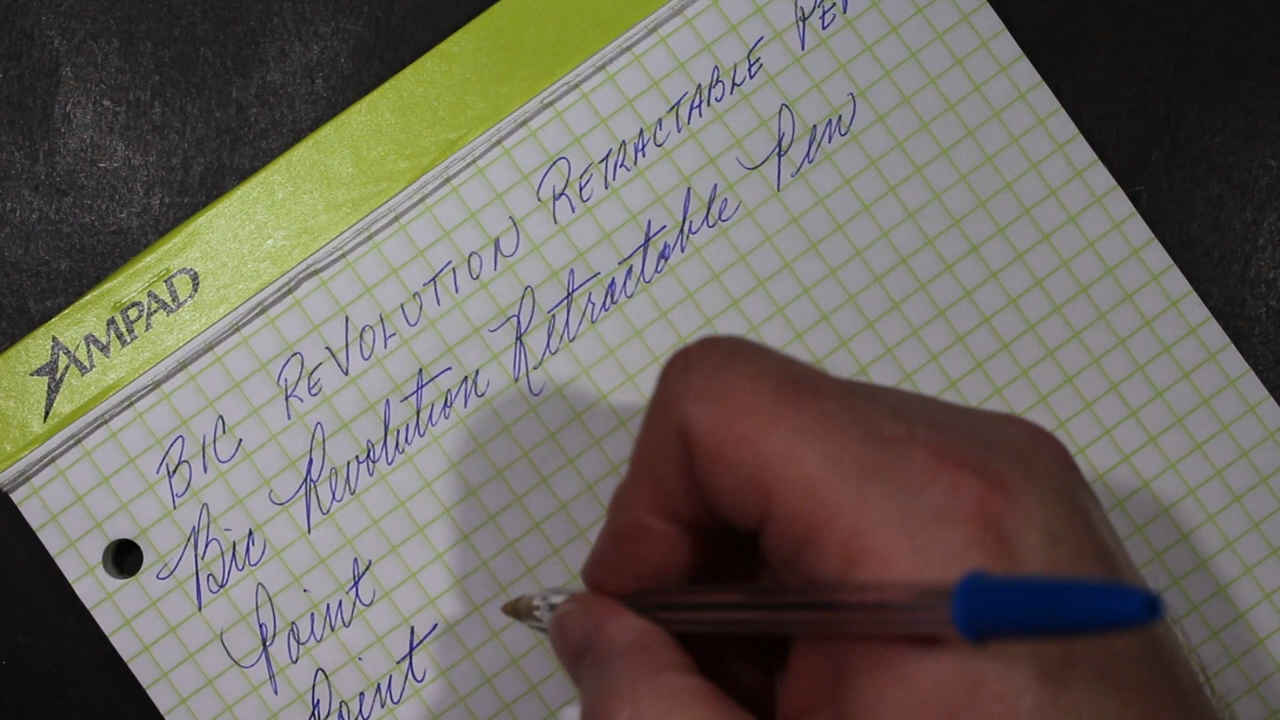 AMPAD
BIC REVOLUTION RETRACTABLE PEN
Bic Revolution Retractable Pen
Point
Point